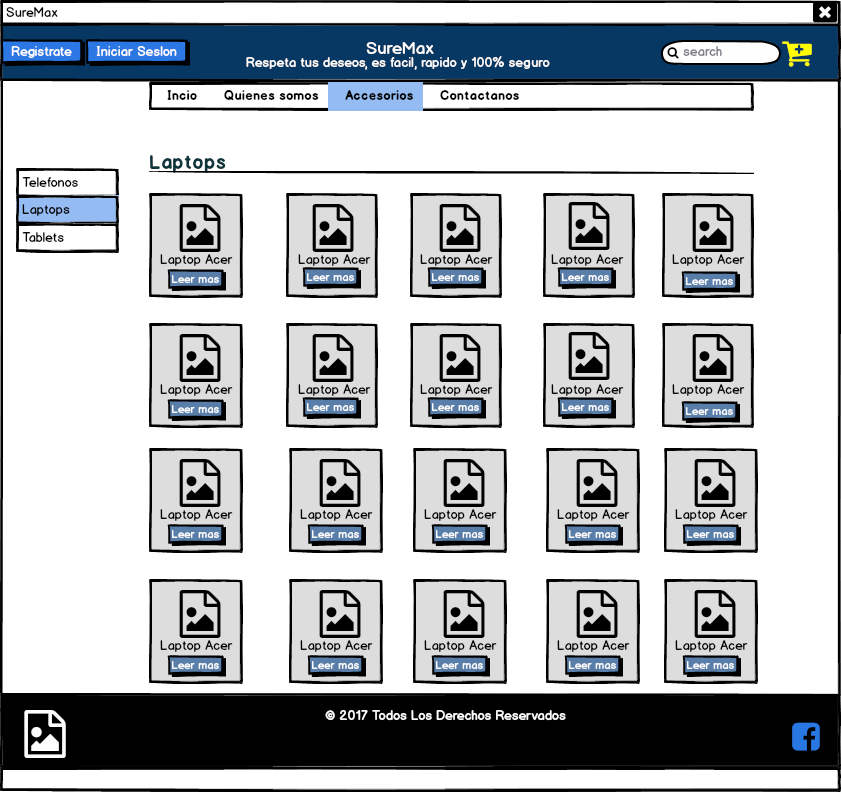 SureMax
Registrate Iniciar Seslon
SureMax
Respeta tus deseos, es facil, rapido y 100% seguro
search
Incio Quienes somos Accesorios Contactanos
Laptops
Telefonos
Laptops
Tablets
Laptop Acer Laptop Acer Laptop Acer Laptop Acer Laptop Acer
Leer mas Leer mas Leer mas Leer mas Leer mas
Laptop Acer Laptop Acer Laptop Acer Laptop Acer Laptop Acer
Leer mas Leer mas Leer mas Leer mas Leer mas
Laptop Acer Laptop Acer Laptop Acer Laptop Acer Laptop Acer
Leer mas Leer mas Leer mas Leer mas Leer mas
Laptop Acer Laptop Acer Laptop Acer Laptop Acer Laptop Acer
Leer mas Leer mas Leer mas Leer mas Leer mas
© 2017 Todos Los Derechos Reservados